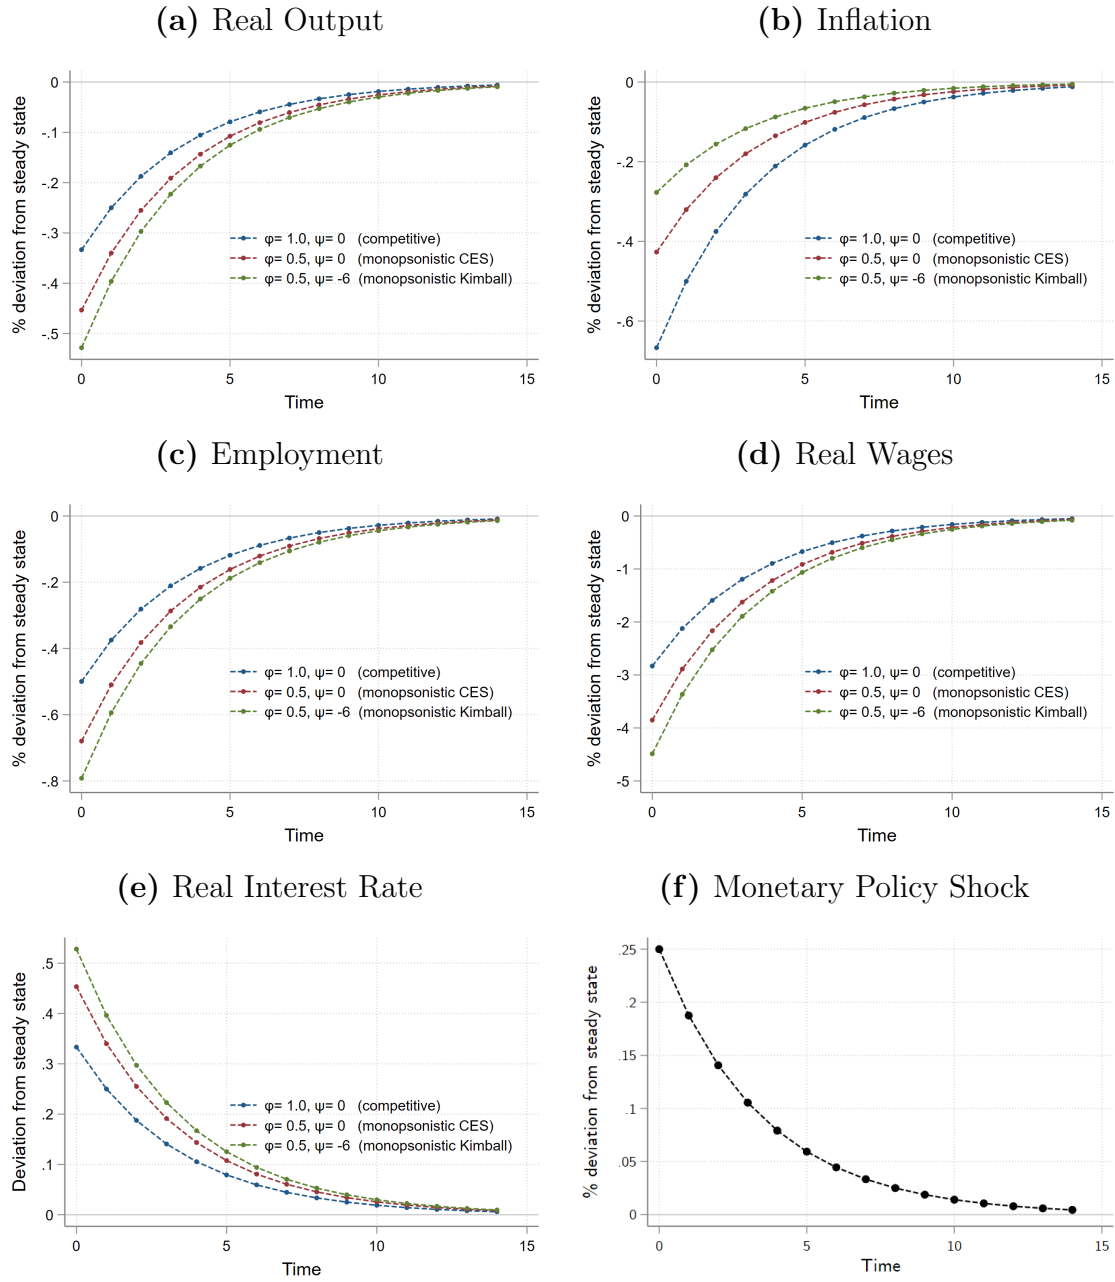 (a) Real Output
% deviation from steady state
0
-.1
-.2
-.3
-.4
-.5
φ= 1.0, ψ= 0 (competitive)
φ= 0.5, ψ= 0 (monopsonistic CES)
φ= 0.5, ψ= -6 (monopsonistic Kimball)
0 5 10 15
Time
(b) Inflation
% deviation from steady state
0
-.2
-.4
-.6
φ= 1.0, ψ= 0 (competitive)
φ= 0.5, ψ= 0 (monopsonistic CES)
φ= 0.5, ψ= -6 (monopsonistic Kimball)
0 5 10 15
Time
(c) Employment
% deviation from steady state
0
-.2
-.4
-.6
-.8
φ= 1.0, ψ= 0 (competitive)
φ= 0.5, ψ= 0 (monopsonistic CES)
φ= 0.5, ψ= -6 (monopsonistic Kimball)
0 5 10 15
Time
(d) Real Wages
% deviation from steady state
0
-1
-2
-3
-4
-5
φ= 1.0, ψ= 0 (competitive)
φ= 0.5, ψ= 0 (monopsonistic CES)
φ= 0.5, ψ= -6 (monopsonistic Kimball)
0 5 10 15
Time
(e) Real Interest Rate
Deviation from steady state
.5
.4
.3
.2
.1
0
φ= 1.0, ψ= 0 (competitive)
φ= 0.5, ψ= 0 (monopsonistic CES)
φ= 0.5, ψ= -6 (monopsonistic Kimball)
0 5 10 15
Time
(f) Monetary Policy Shock
% deviation from steady state
.25
.2
.15
.1
.05
0
0 5 10 15
Time